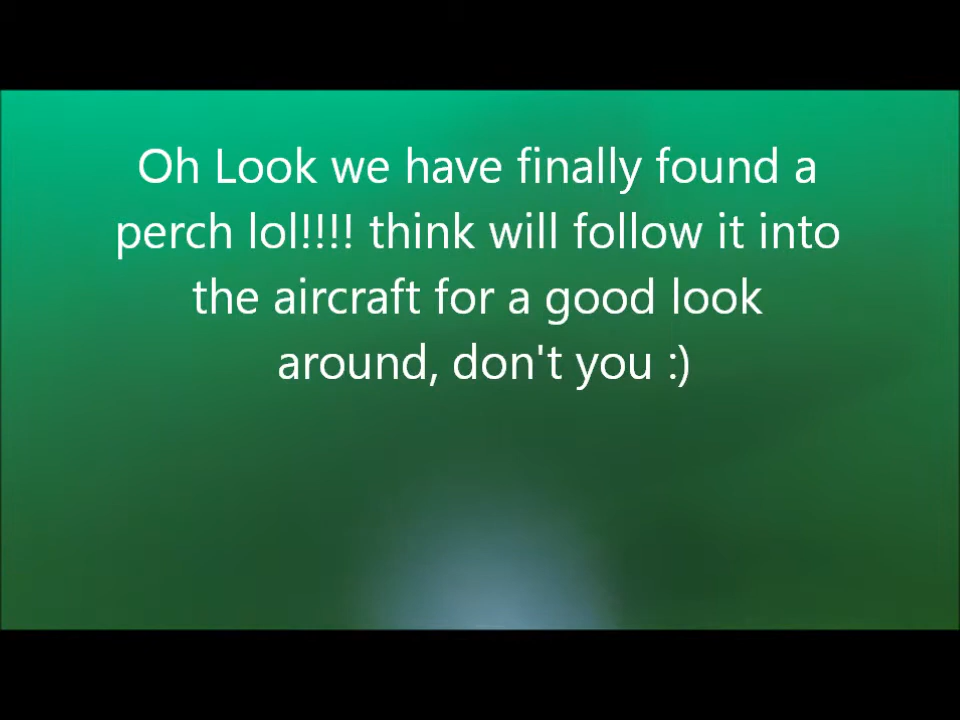 Oh Look we have finally found a
perch lol!!!! think will follow it into
the aircraft for a good look
around, don't you :)